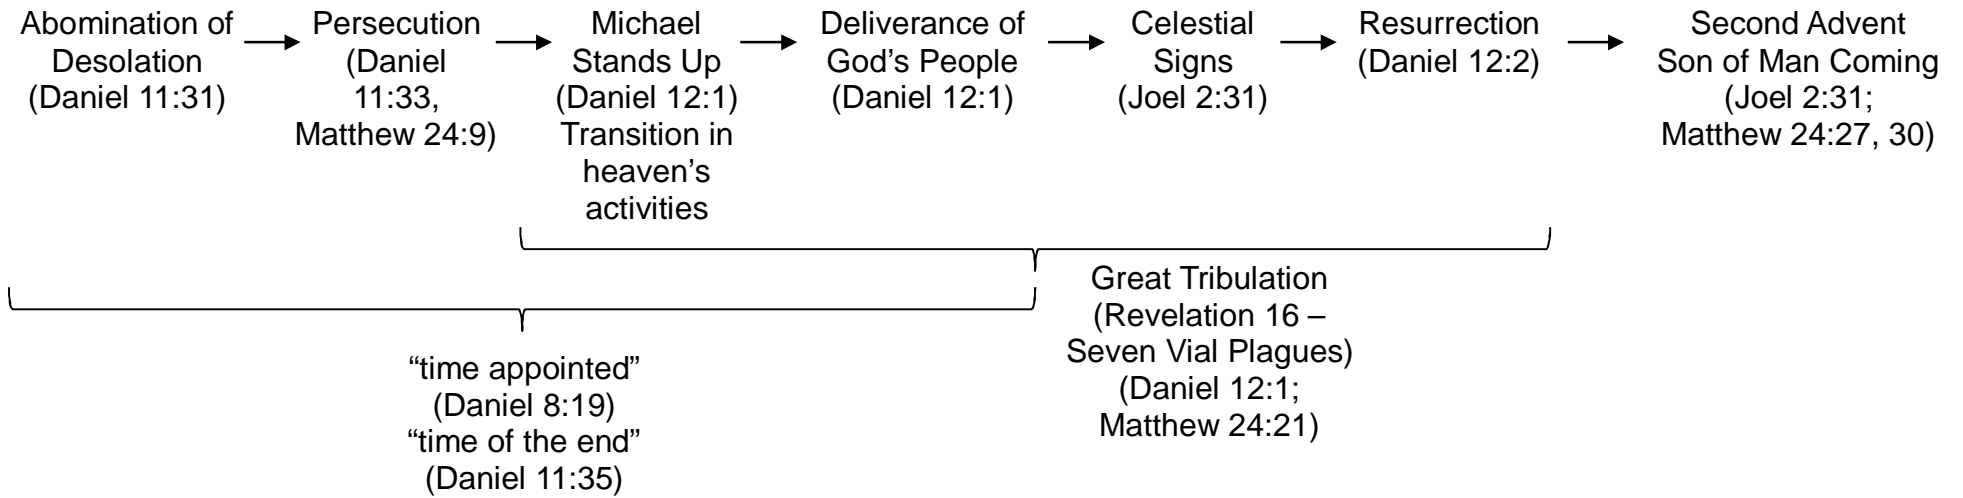 Abomination of
Desolation
(Daniel 11:31)
Persecution
(Daniel
11:33,
Matthew 24:9)
Michael
Stands Up
(Daniel 12:1)
Transition in
heaven’s
activities
Deliverance of
God’s People
(Daniel 12:1)
Celestial
Signs
(Joel 2:31)
Resurrection
(Daniel 12:2)
Second Advent
Son of Man Coming
(Joel 2:31;
Matthew 24:27, 30)
Great Tribulation
(Revelation 16 –
Seven Vial Plagues)
(Daniel 12:1;
Matthew 24:21)
“time appointed”
(Daniel 8:19)
“time of the end”
(Daniel 11:35)